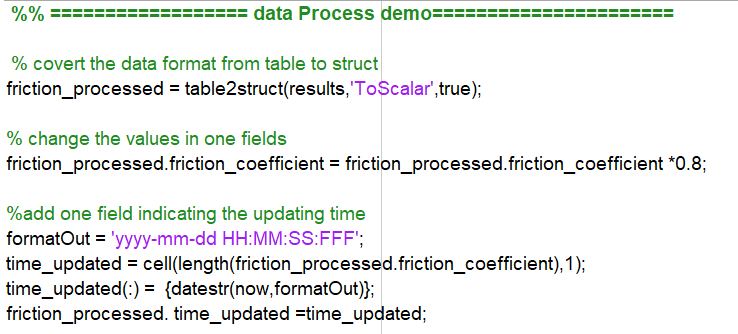 %% ================== data Process demo======================
% covert the data format from table to struct
friction_processed = table2struct(results,'ToScalar',true);
% change the values in one fields
friction_processed.friction_coefficient = friction_processed.friction_coefficient *0.8;
%add one field indicating the updating time
formatOut = 'yyyy-mm-dd HH:MM:SS:FFF';
time_updated = cell(length(friction_processed.friction_coefficient),1);
time_updated(:) =  {datestr(now,formatOut)};
friction_processed. time_updated =time_updated;